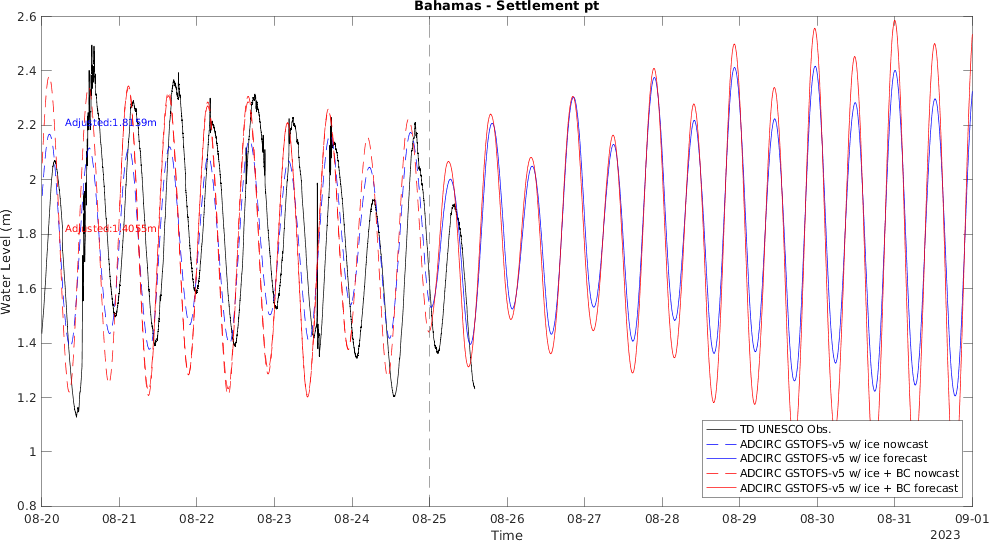 Bahamas - Settlement pt
Water Level (m)
2.6
2.4
2.2
2
1.8
1.6
1.4
1.2
1
0.8
Adjusted:1.8159m
Adjusted:1.4055m
TD UNESCO Obs.
ADCIRC GSTOFS-v5 w/ ice nowcast
ADCIRC GSTOFS-v5 w/ ice forecast
ADCIRC GSTOFS-v5 w/ ice + BC nowcast
ADCIRC GSTOFS-v5 w/ ice + BC forecast
08-20 08-21 08-22 08-23 08-24 08-25 08-26 08-27 08-28 08-29 08-30 08-31 09-01
Time
2023